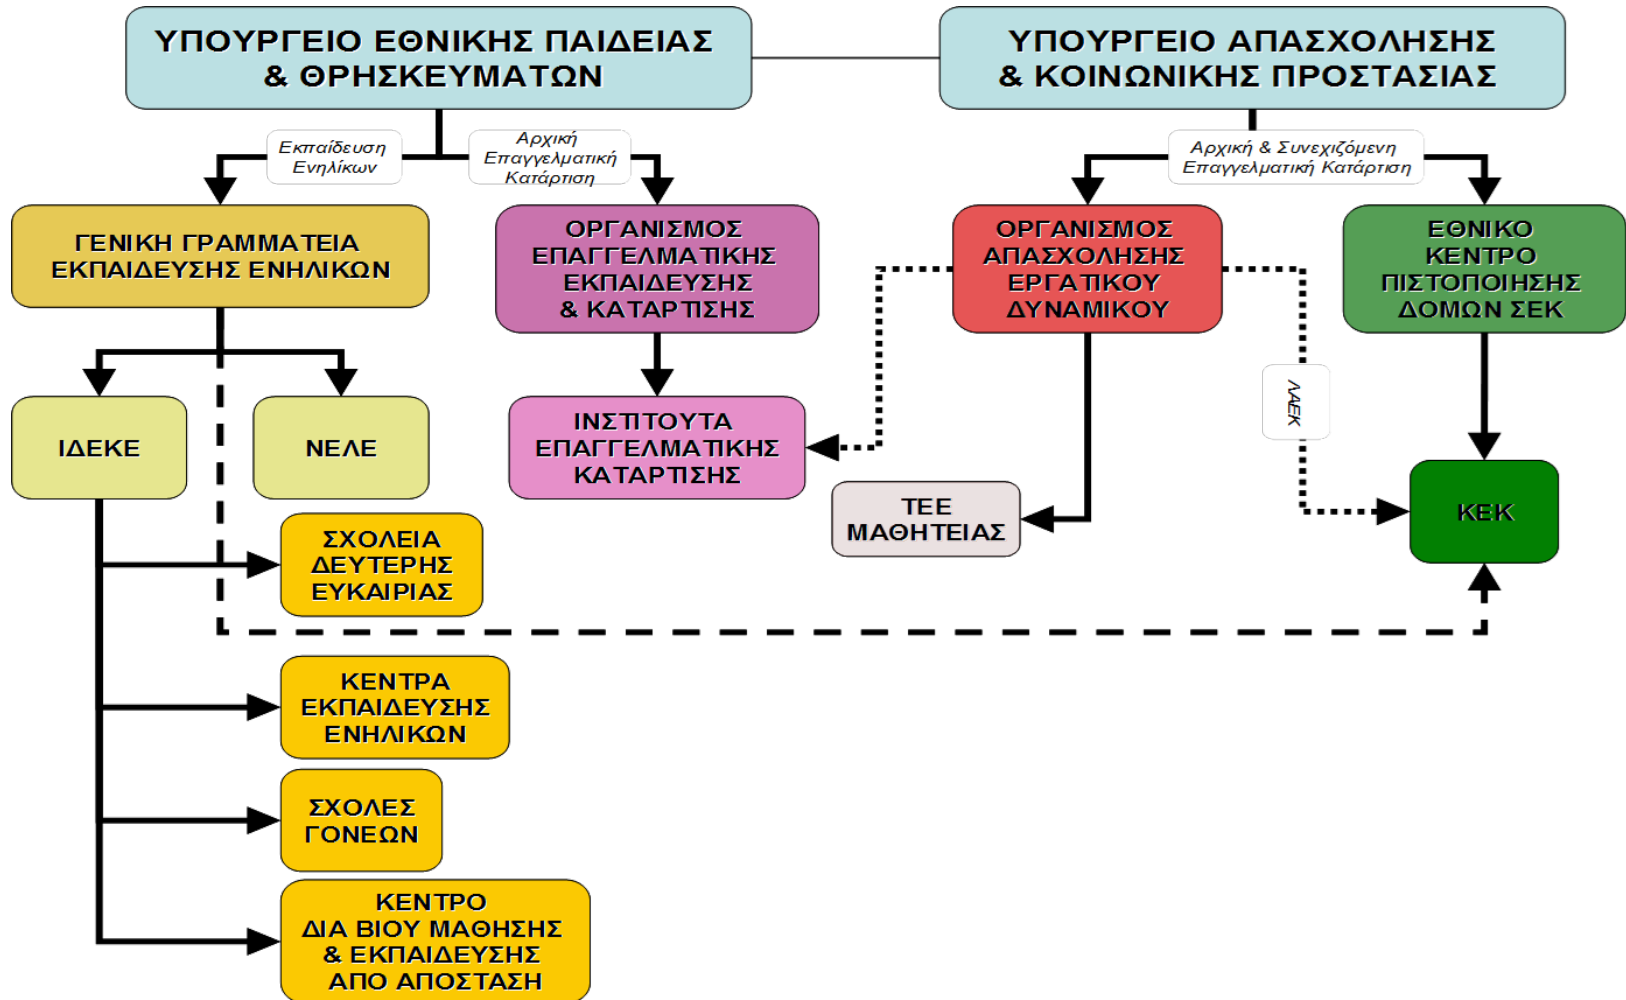 ΥΠΟΥΡΓΕΙΟ ΕΘΝΙΚΗΣ ΠΑΙΔΕΙΑΣ
& ΘΡΗΣΚΕΥΜΑΤΩΝ
ΥΠΟΥΡΓΕΙΟ ΑΠΑΣΧΟΛΗΣΗΣ
& ΚΟΙΝΩΝΙΚΗΣ ΠΡΟΣΤΑΣΙΑΣ
Εκπαίδευση
Ενηλίκων
Αρχική
Επαγγελματική
Κατάρτιση
Αρχική & Συνεχιζόμενη
Επαγγελματική Κατάρτιση
ΓΕΝΙΚΗ ΓΡΑΜΜΑΤΕΙΑ
ΕΚΠΑΙΔΕΥΣΗΣ ΕΝΗΛΙΚΩΝ
ΟΡΓΑΝΙΣΜΟΣ
ΕΠΑΓΓΕΛΜΑΤΙΚΗΣ
ΕΚΠΑΙΔΕΥΣΗΣ
& ΚΑΤΑΡΤΙΣΗΣ
ΟΡΓΑΝΙΣΜΟΣ
ΑΠΑΣΧΟΛΗΣΗΣ
ΕΡΓΑΤΙΚΟΥ
ΔΥΝΑΜΙΚΟΥ
ΕΘΝΙΚΟ
ΚΕΝΤΡΟ
ΠΙΣΤΟΠΟΙΗΣΗΣ
ΔΟΜΩΝ ΣΕΚ
ΙΔΕΚΕ
ΝΕΛΕ
ΙΝΣΤΙΤΟΥΤΑ
ΕΠΑΓΓΕΛΜΑΤΙΚΗΣ
ΚΑΤΑΡΤΙΣΗΣ
ΛΑΕΚ
ΤΕΕ
ΜΑΘΗΤΕΙΑΣ
ΚΕΚ
ΣΧΟΛΕΙΑ
ΔΕΥΤΕΡΗΣ
ΕΥΚΑΙΡΙΑΣ
ΚΕΝΤΡΑ
ΕΚΠΑΙΔΕΥΣΗΣ
ΕΝΗΛΙΚΩΝ
ΣΧΟΛΕΣ
ΓΟΝΕΩΝ
ΚΕΝΤΡΟ
ΔΙΑ ΒΙΟΥ ΜΑΘΗΣΗΣ
& ΕΚΠΑΙΔΕΥΣΗΣ
ΑΠΟ ΑΠΟΣΤΑΣΗ